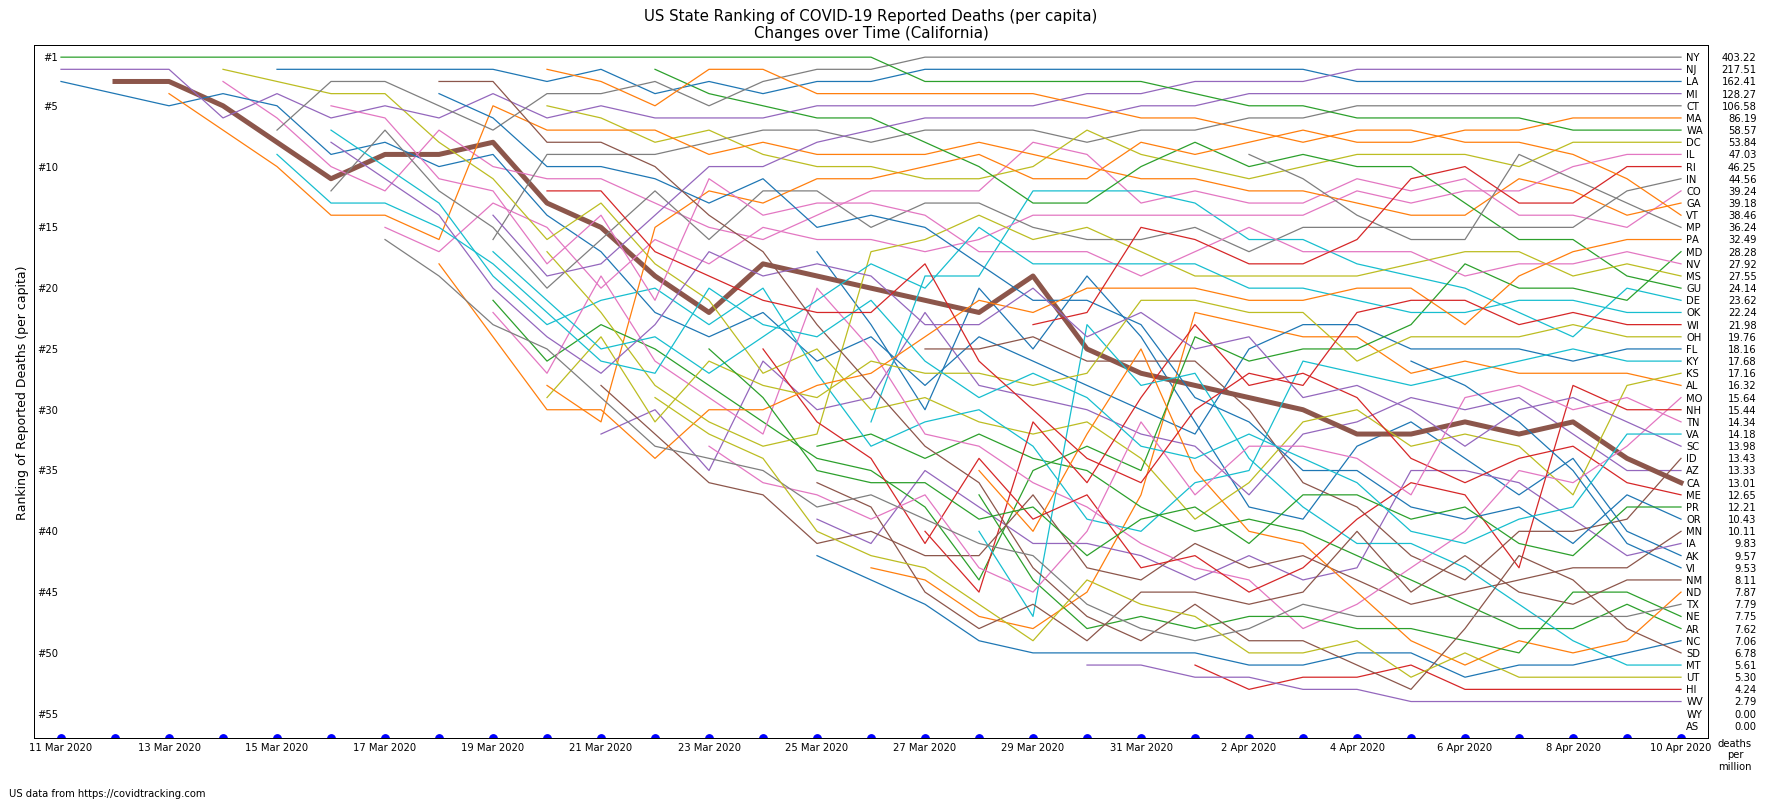 US State Ranking of COVID-19 Reported Deaths (per capita)
Changes over Time (California)
Ranking of Reported Deaths (per capita)
#1
#5
#10
#15
#20
#25
#30
#35
#40
#45
#50
#55
NY 403.22
NJ 217.51
LA 162.41
MI 128.27
CT 106.58
MA 86.19
WA 58.57
DC 53.84
IL 47.03
RI 46.25
IN 44.56
CO 39.24
GA 39.18
VT 38.46
MP 36.24
PA 32.49
MD 28.28
NV 27.92
MS 27.55
GU 24.14
DE 23.62
OK 22.24
WI 21.98
OH 19.76
FL 18.16
KY 17.68
KS 17.16
AL 16.32
MO 15.64
NH 15.44
TN 14.34
VA 14.18
SC 13.98
ID 13.43
AZ 13.33
CA 13.01
ME 12.65
PR 12.21
OR 10.43
MN 10.11
IA 9.83
AK 9.57
VI 9.53
NM 8.11
ND 7.87
TX 7.79
NE 7.75
AR 7.62
NC 7.06
SD 6.78
MT 5.61
UT 5.30
HI 4.24
WV 2.79
WY 0.00
AS 0.00
11 Mar 2020 13 Mar 2020 15 Mar 2020 17 Mar 2020 19 Mar 2020 21 Mar 2020 23 Mar 2020 25 Mar 2020 27 Mar 2020 29 Mar 2020 31 Mar 2020 2 Apr 2020 4 Apr 2020 6 Apr 2020 8 Apr 2020 10 Apr 2020
deaths
per
million
US data from https://covidtracking.com